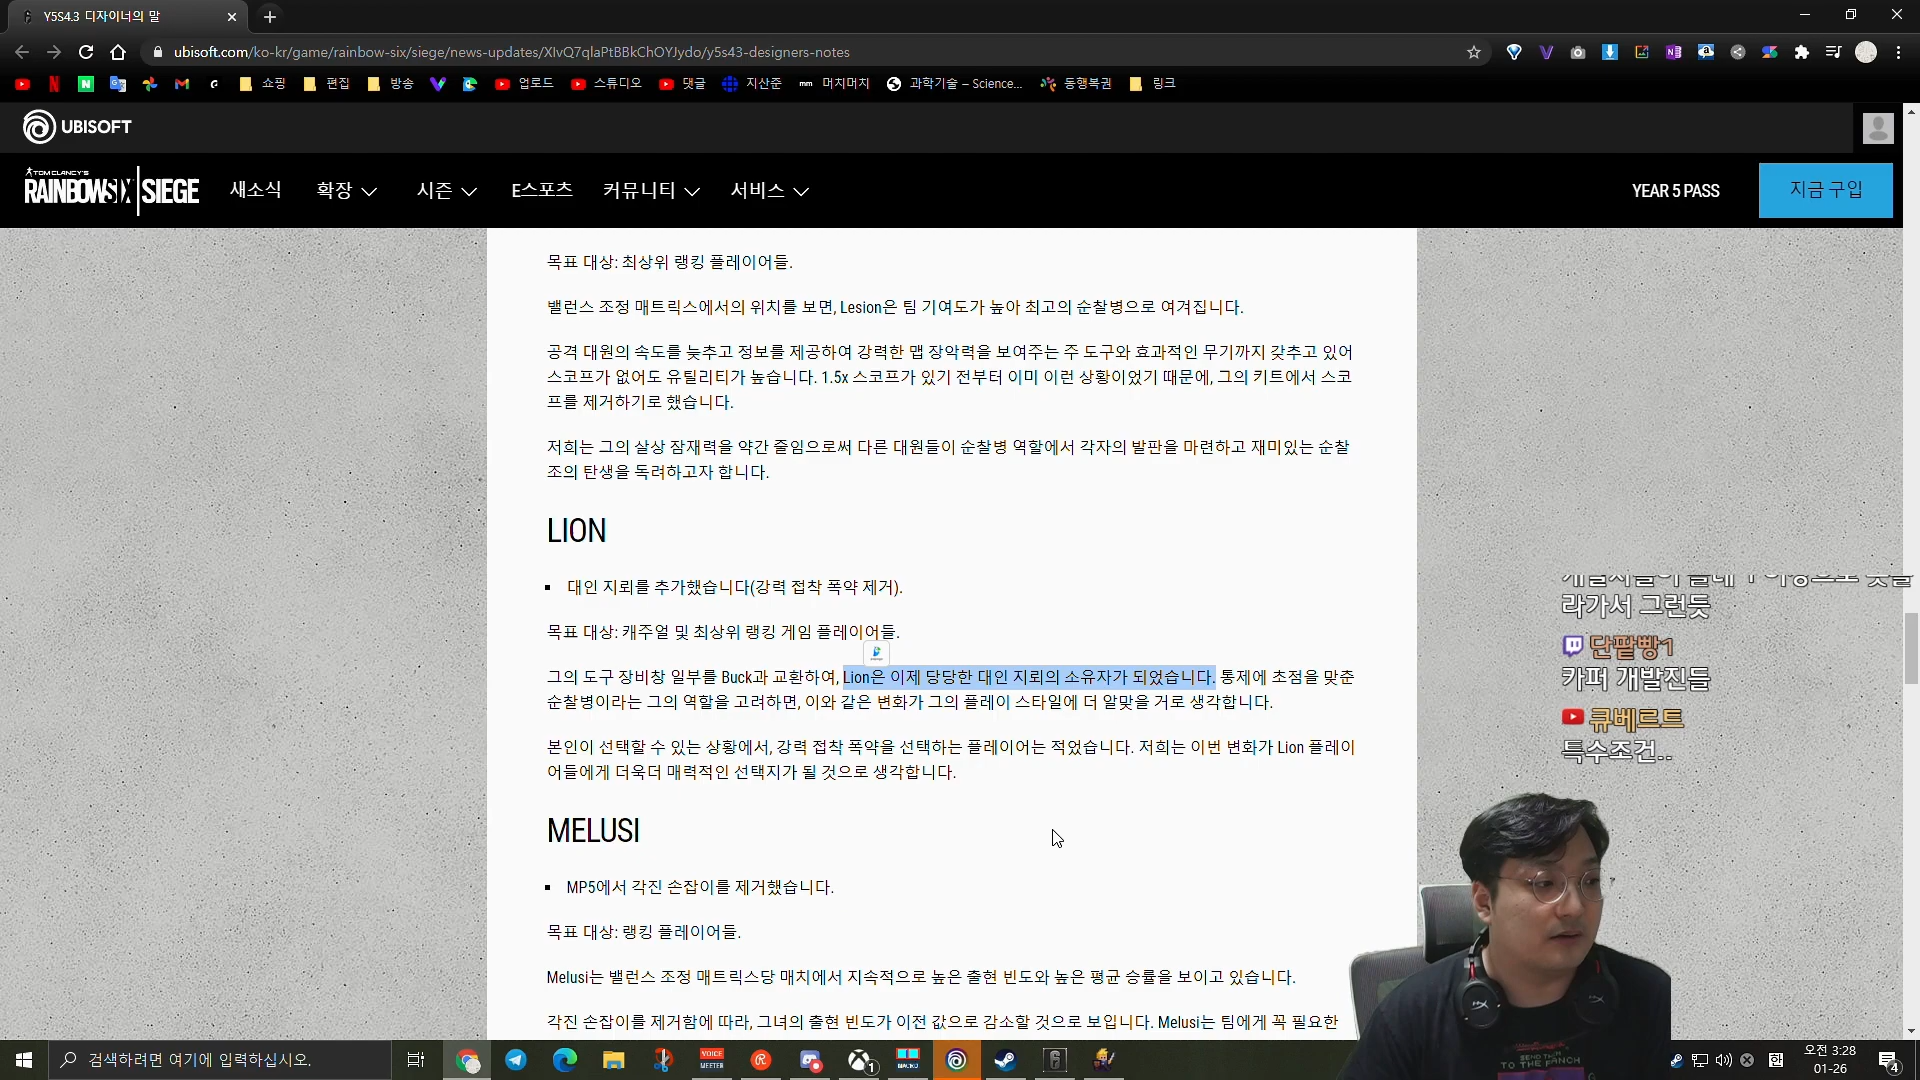 Y5S4.3 디자이너의 말
ubisoft.com/ko-kr/game/rainbow-six/siege/news-updates/XIvQ7qlaPtBBkChOYJydo/y5s43-designers-notes
쇼핑 편집 방송 업로드 스튜디오 댓글 지산준 머치머치 과학기술 – Science... 동행복권 링크
UBISOFT
TOM CLANCY'S
RAINBOW SIX SIEGE 새소식 확장 시즌 E스포츠 커뮤니티 서비스 YEAR 5 PASS 지금 구입
목표 대상: 최상위 랭킹 플레이어들.
밸런스 조정 매트릭스에서의 위치를 보면, Lesion은 팀 기여도가 높아 최고의 순찰병으로 여겨집니다.
공격 대원의 속도를 늦추고 정보를 제공하여 강력한 맵 장악력을 보여주는 주 도구와 효과적인 무기까지 갖추고 있어
스코프가 없어도 유틸리티가 높습니다. 1.5x 스코프가 있기 전부터 이미 이런 상황이었기 때문에, 그의 키트에서 스코
프를 제거하기로 했습니다.
저희는 그의 살상 잠재력을 약간 줄임으로써 다른 대원들이 순찰병 역할에서 각자의 발판을 마련하고 재미있는 순찰
조의 탄생을 독려하고자 합니다.
LION
대인 지뢰를 추가했습니다(강력 접착 폭약 제거).
목표 대상: 캐주얼 및 최상위 랭킹 게임 플레이어들.
그의 도구 장비창 일부를 Buck과 교환하여, Lion은 이제 당당한 대인 지뢰의 소유자가 되었습니다. 통제에 초점을 맞춘
순찰병이라는 그의 역할을 고려하면, 이와 같은 변화가 그의 플레이 스타일에 더 알맞을 거로 생각합니다.
본인이 선택할 수 있는 상황에서, 강력 접착 폭약을 선택하는 플레이어는 적었습니다. 저희는 이번 변화가 Lion 플레이
어들에게 더욱더 매력적인 선택지가 될 것으로 생각합니다.
MELUSI
MP5에서 각진 손잡이를 제거했습니다.
목표 대상: 랭킹 플레이어들.
Melusi는 밸런스 조정 매트릭스당 매치에서 지속적으로 높은 출현 빈도와 높은 평균 승률을 보이고 있습니다.
각진 손잡이를 제거함에 따라, 그녀의 출현 빈도가 이전 값으로 감소할 것으로 보입니다. Melusi는 팀에게 꼭 필요한
라가서 그런듯
단팥빵1
카퍼 개발진들
큐베르트
특수조건..
TO THE PANCH
검색하려면 여기에 입력하십시오.
VOICE
MEETER
MACRO
1
한
오전 3:28
01-26
4